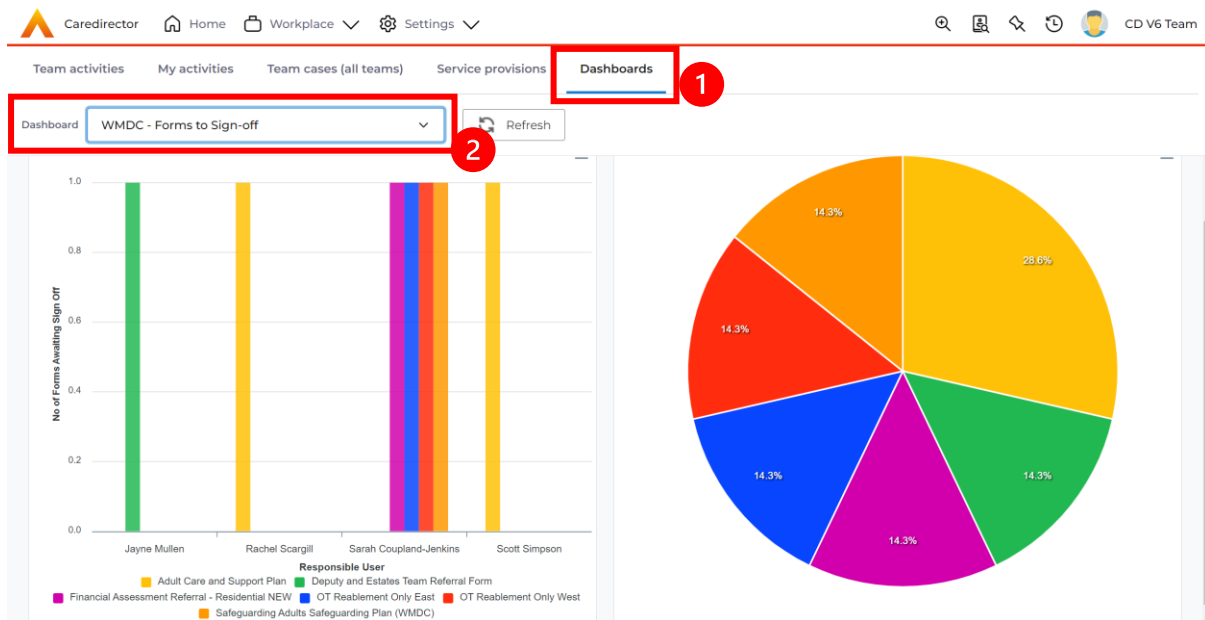 Caredirector Home Workplace Settings CD V6 Team
Team activities My activities Team cases (all teams) Service provisions Dashboards 1
Dashboard WMDC - Forms to Sign-off Refresh
2
1.0
0.8
0.6
0.4
0.2
0.0
No of Forms Awaiting Sign Off
Jayne Mullen Rachel Scargill Sarah Coupland-Jenkins Scott Simpson
Responsible User
Adult Care and Support Plan Deputy and Estates Team Referral Form
Financial Assessment Referral - Residential NEW OT Reablement Only East OT Reablement Only West
Safeguarding Adults Safeguarding Plan (WMDC)
14.3%
28.6%
14.3%
14.3%
14.3%
14.3%